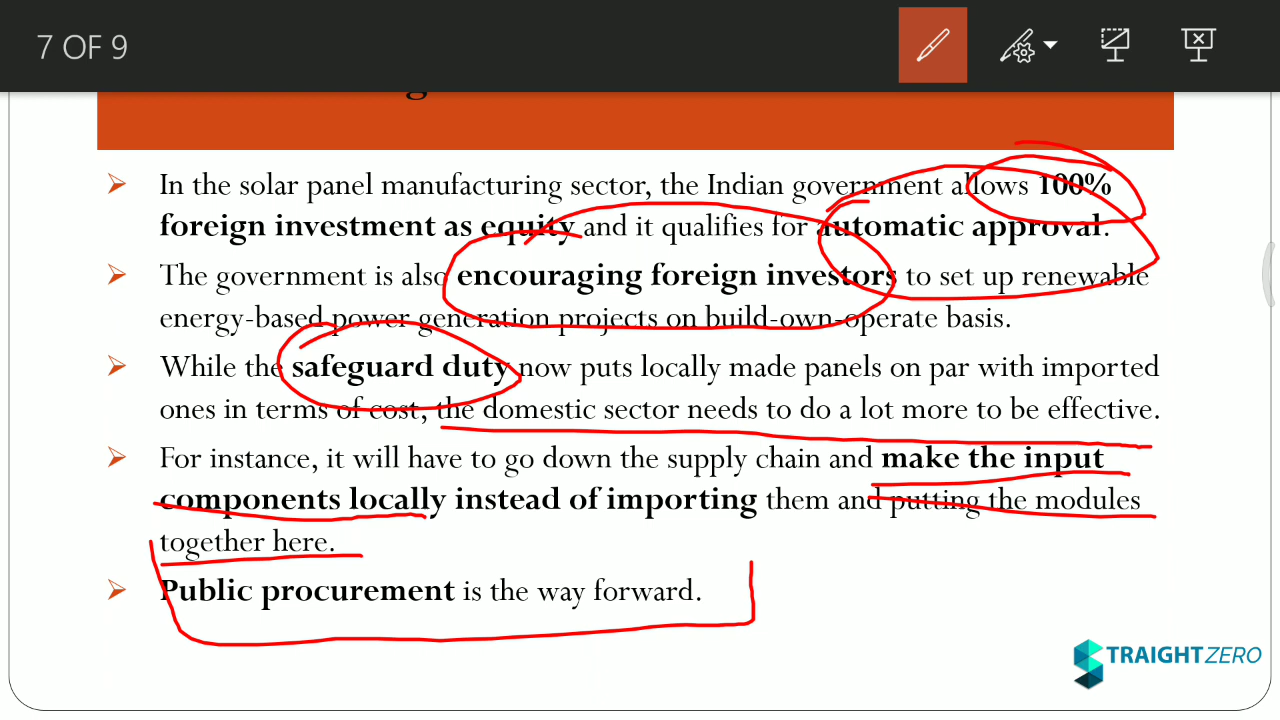 7 OF 9
In the solar panel manufacturing sector, the Indian government allows 100%
foreign investment as equity and it qualifies for automatic approval.
The government is also encouraging foreign investors to set up renewable
energy-based power generation projects on build-own-operate basis.
While the safeguard duty now puts locally made panels on par with imported
ones in terms of cost, the domestic sector needs to do a lot more to be effective.
For instance, it will have to go down the supply chain and make the input
components locally instead of importing them and putting the modules
together here.
Public procurement is the way forward.
TRAIGHTZERO